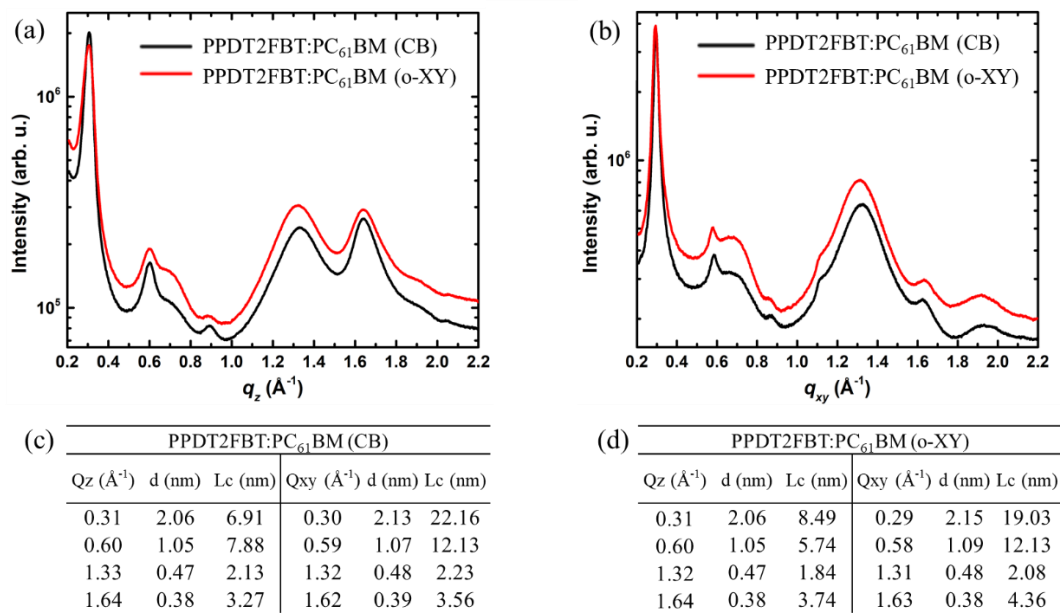 (a)
PPDT2FBT:PC₆₁BM (CB)
PPDT2FBT:PC₆₁BM (o-XY)
Intensity (arb. u.)
10⁶
10⁵
0.2 0.4 0.6 0.8 1.0 1.2 1.4 1.6 1.8 2.0 2.2
q_z (Å⁻¹)
(b)
PPDT2FBT:PC₆₁BM (CB)
PPDT2FBT:PC₆₁BM (o-XY)
Intensity (arb. u.)
10⁶
0.2 0.4 0.6 0.8 1.0 1.2 1.4 1.6 1.8 2.0 2.2
q_xy (Å⁻¹)
(c)
PPDT2FBT:PC₆₁BM (CB)
Qz (Å⁻¹) d (nm) Lc (nm) Qxy (Å⁻¹) d (nm) Lc (nm)
0.31 2.06 6.91 0.30 2.13 22.16
0.60 1.05 7.88 0.59 1.07 12.13
1.33 0.47 2.13 1.32 0.48 2.23
1.64 0.38 3.27 1.62 0.39 3.56
(d)
PPDT2FBT:PC₆₁BM (o-XY)
Qz (Å⁻¹) d (nm) Lc (nm) Qxy (Å⁻¹) d (nm) Lc (nm)
0.31 2.06 8.49 0.29 2.15 19.03
0.60 1.05 5.74 0.58 1.09 12.13
1.32 0.47 1.84 1.31 0.48 2.08
1.64 0.38 3.74 1.63 0.38 4.36